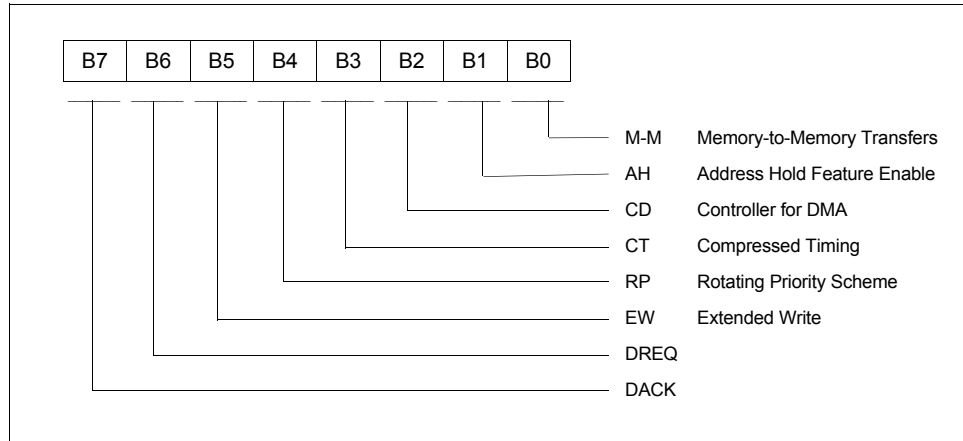 B7 B6 B5 B4 B3 B2 B1 B0
M-M Memory-to-Memory Transfers
AH Address Hold Feature Enable
CD Controller for DMA
CT Compressed Timing
RP Rotating Priority Scheme
EW Extended Write
DREQ
DACK